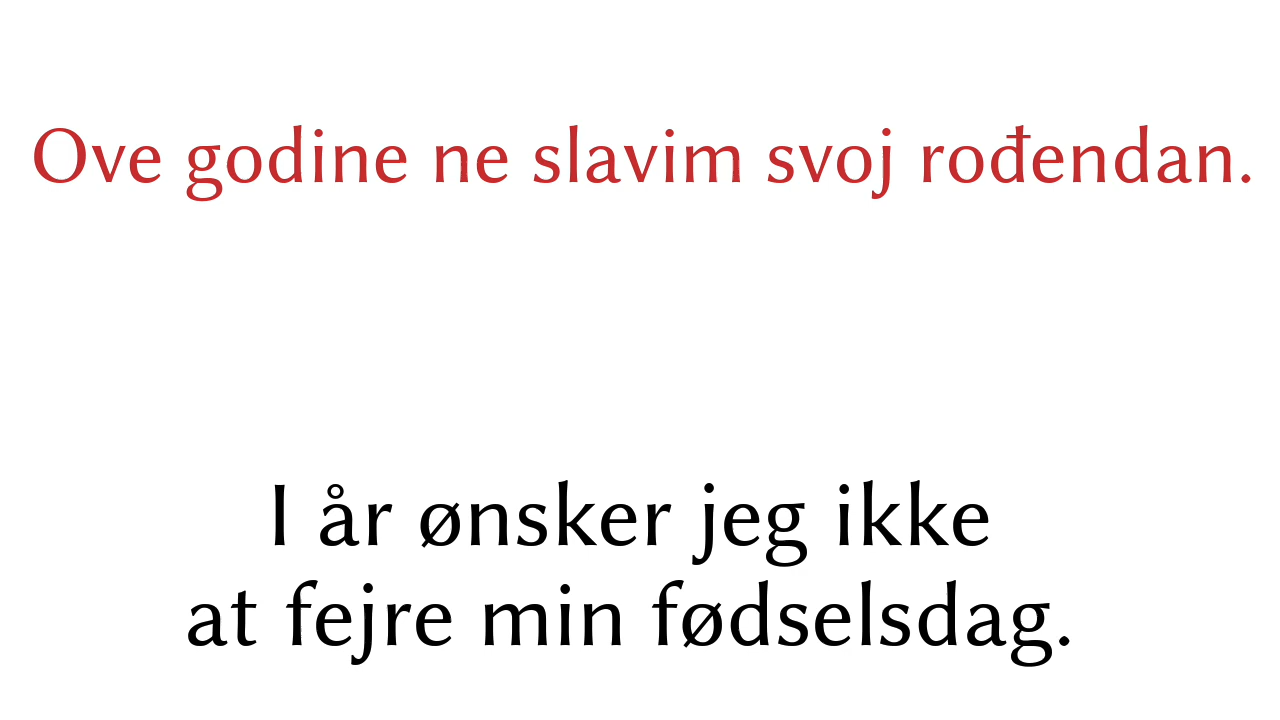 Ove godine ne slavim svoj rođendan.
I år ønsker jeg ikke
at fejre min fødselsdag.